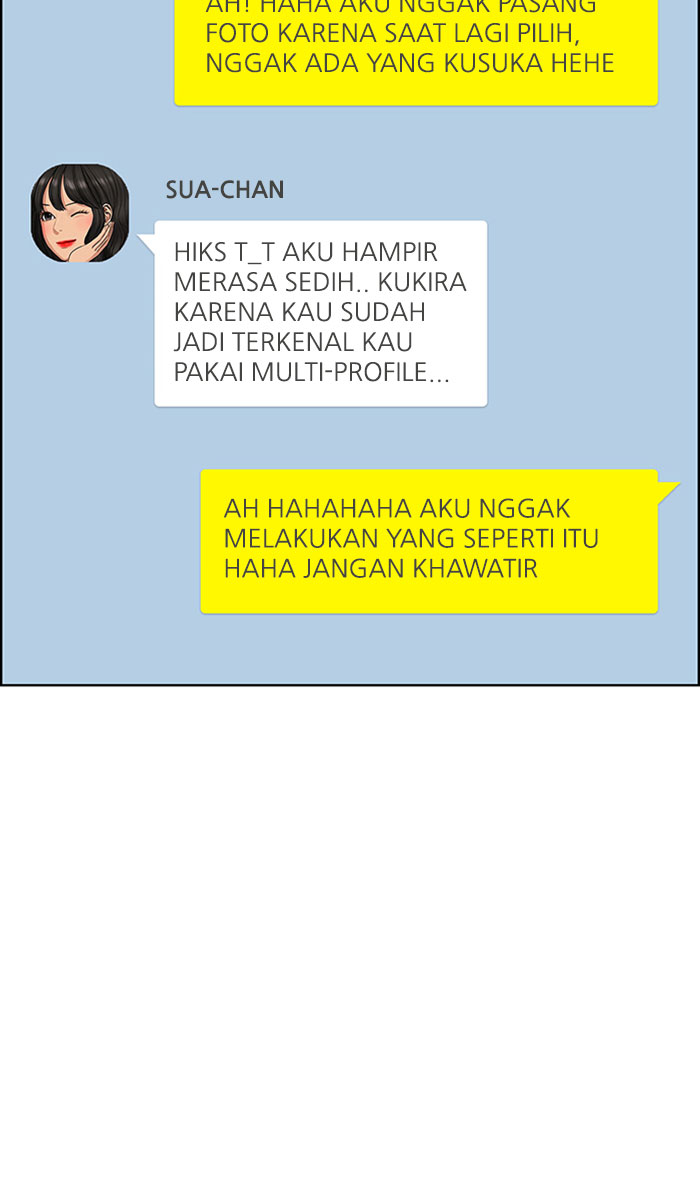 AH! HAHA AKU NGGAK PASANG
FOTO KARENA SAAT LAGI PILIH,
NGGAK ADA YANG KUSUKA HEHE
SUA-CHAN
HIKS T_T AKU HAMPIR
MERASA SEDIH.. KUKIRA
KARENA KAU SUDAH
JADI TERKENAL KAU
PAKAI MULTI-PROFILE...
AH HAHAHAHA AKU NGGAK
MELAKUKAN YANG SEPERTI ITU
HAHA JANGAN KHAWATIR